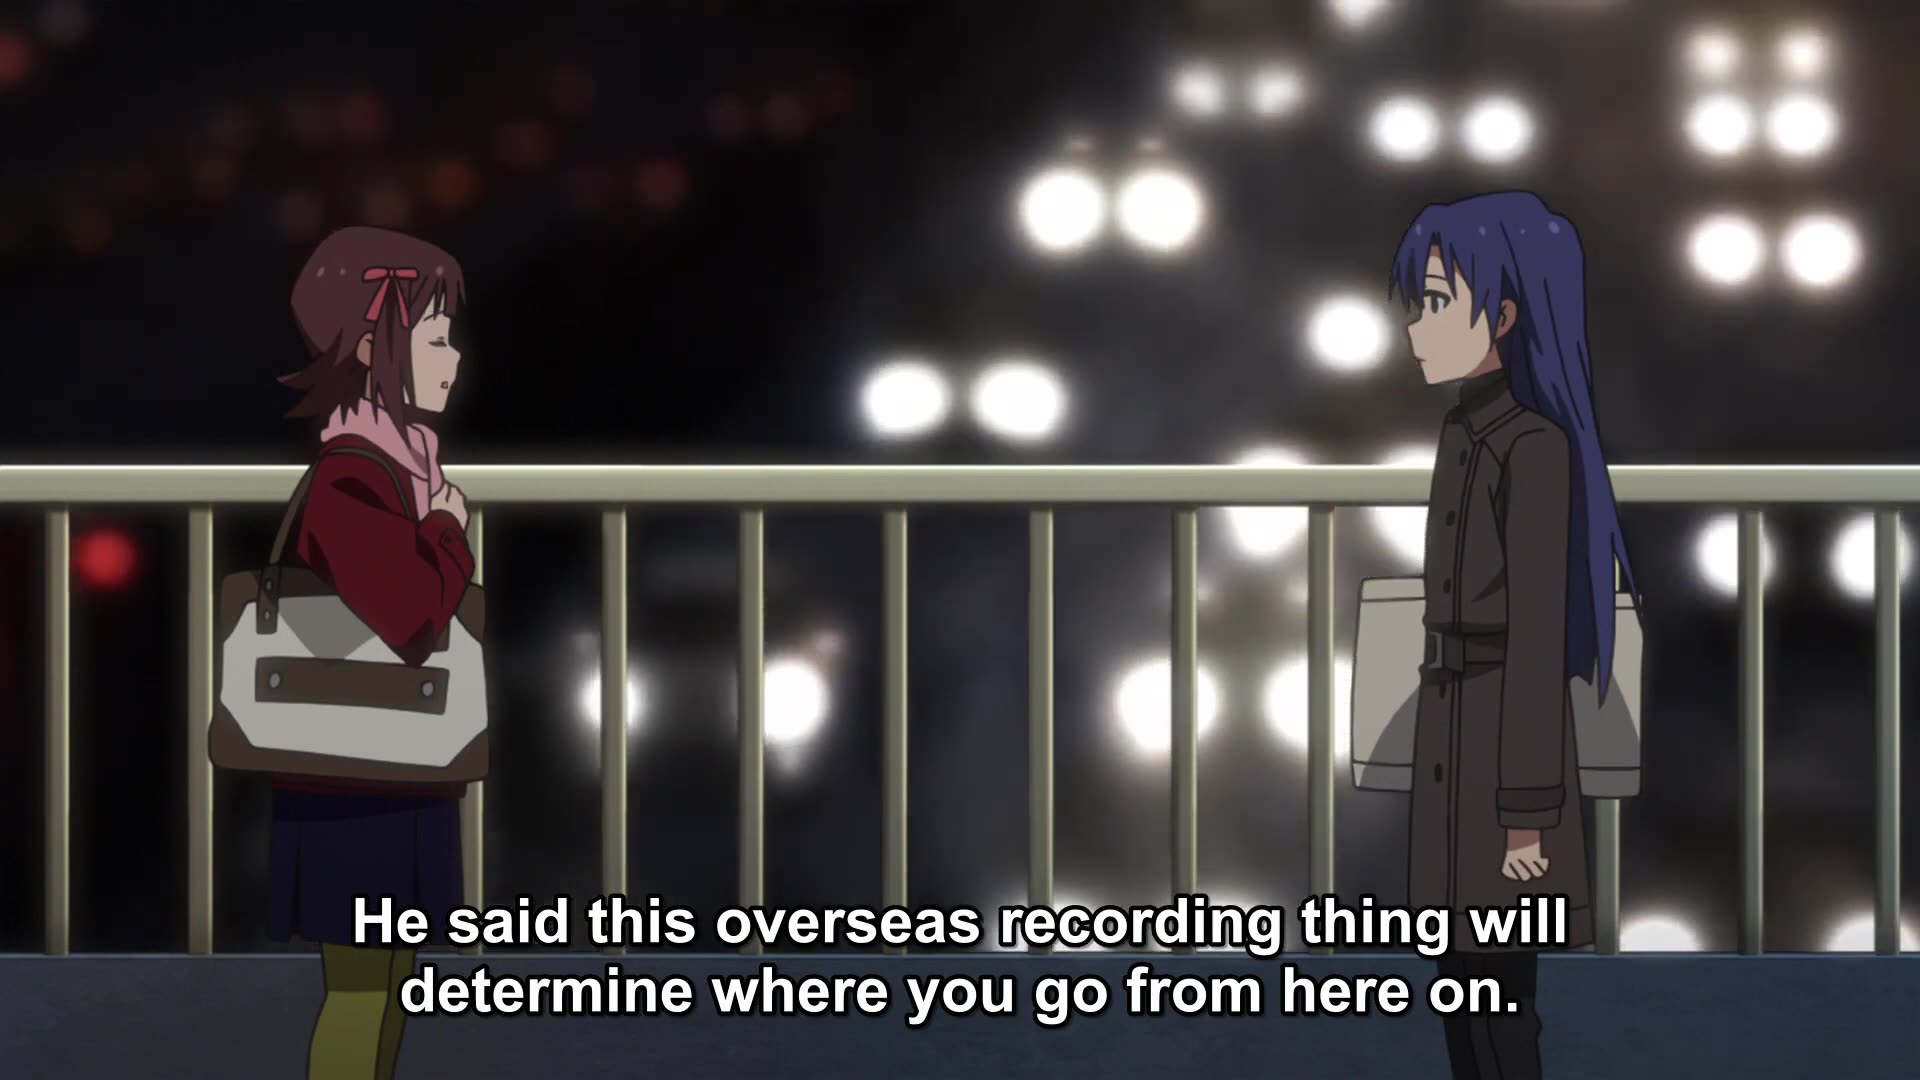 He said this overseas recording thing will
determine where you go from here on.